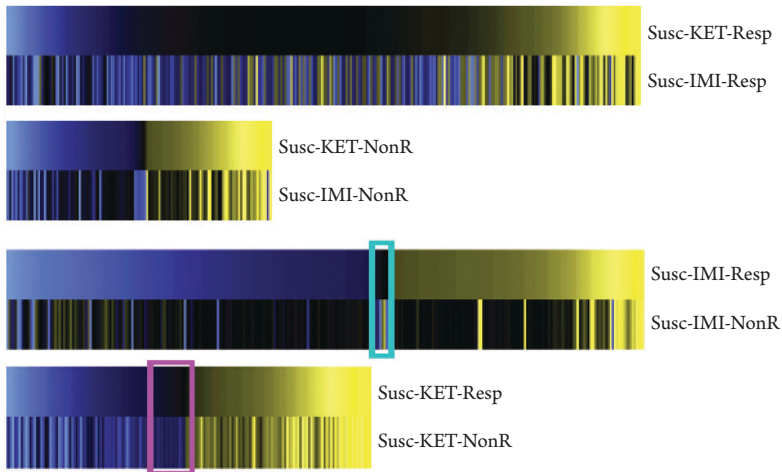 Susc-KET-Resp
Susc-IMI-Resp
Susc-KET-NonR
Susc-IMI-NonR
Susc-IMI-Resp
Susc-IMI-NonR
Susc-KET-Resp
Susc-KET-NonR